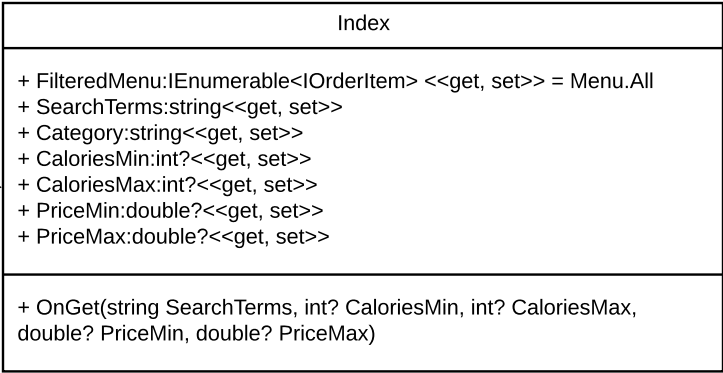 Index
+ FilteredMenu:IEnumerable<IOrderItem> <<get, set>> = Menu.All
+ SearchTerms:string<<get, set>>
+ Category:string<<get, set>>
+ CaloriesMin:int?<<get, set>>
+ CaloriesMax:int?<<get, set>>
+ PriceMin:double?<<get, set>>
+ PriceMax:double?<<get, set>>
+ OnGet(string SearchTerms, int? CaloriesMin, int? CaloriesMax,
double? PriceMin, double? PriceMax)